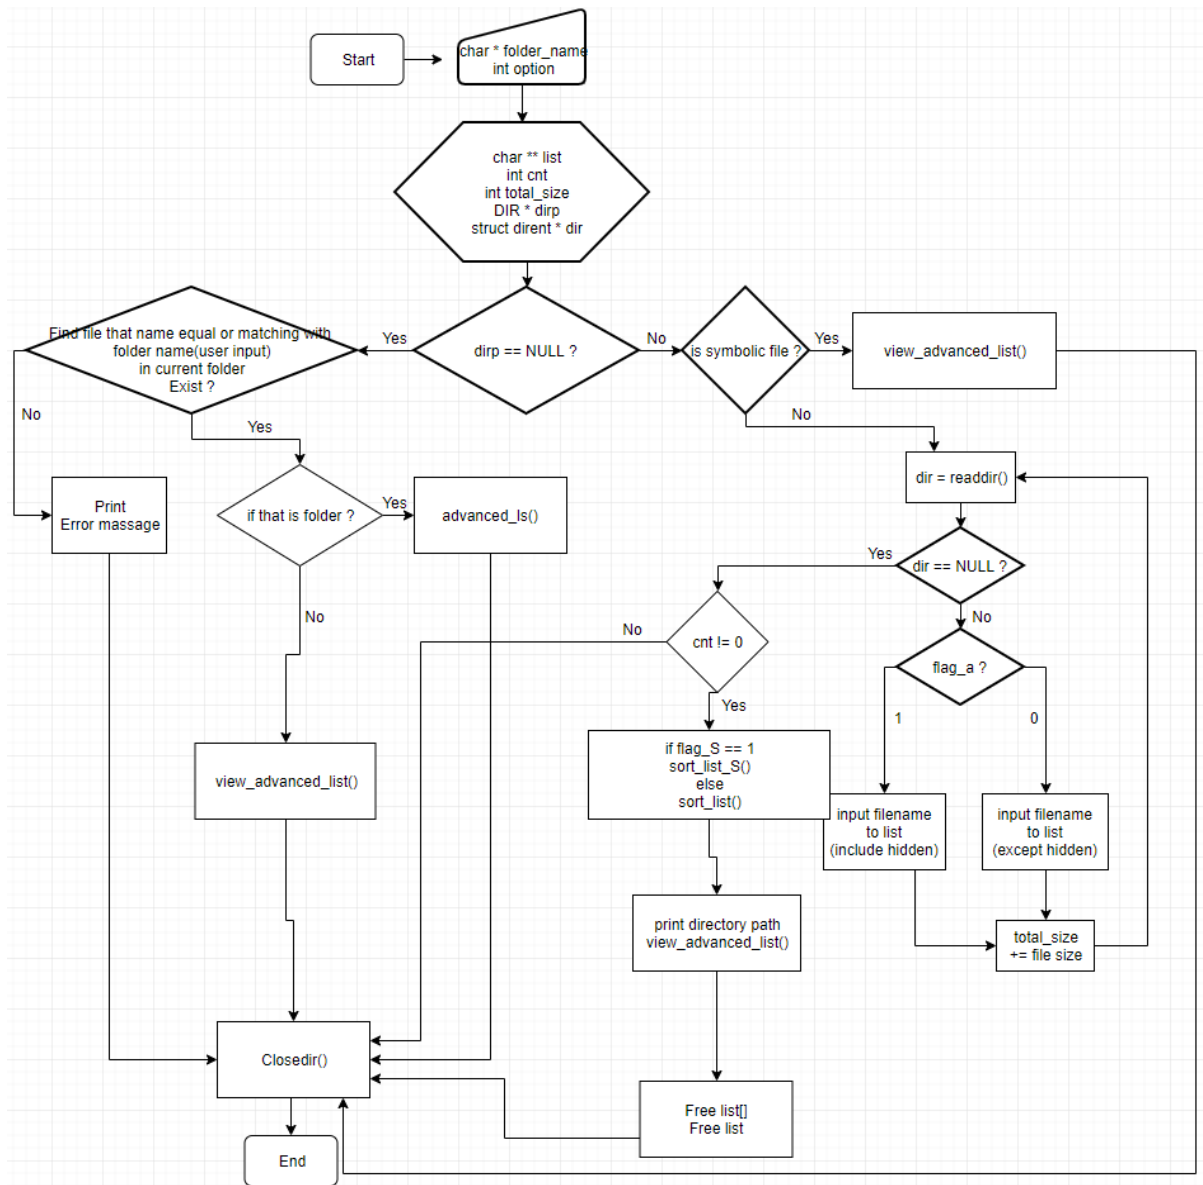 Start
char * folder_name
int option
char ** list
int cnt
int total_size
DIR * dirp
struct dirent * dir
Find file that name equal or matching with
folder name(user input)
in current folder
Exist ?
Yes
dirp == NULL ?
No
is symbolic file ?
Yes
view_advanced_list()
No
Yes
No
dir = readdir()
Print
Error massage
if that is folder ?
Yes
advanced_ls()
Yes
dir == NULL ?
No
No
No
cnt != 0
flag_a ?
Yes
1
0
if flag_S == 1
sort_list_S()
else
sort_list()
view_advanced_list()
input filename
to list
(include hidden)
input filename
to list
(except hidden)
print directory path
view_advanced_list()
total_size
+= file size
Closedir()
Free list[]
Free list
End